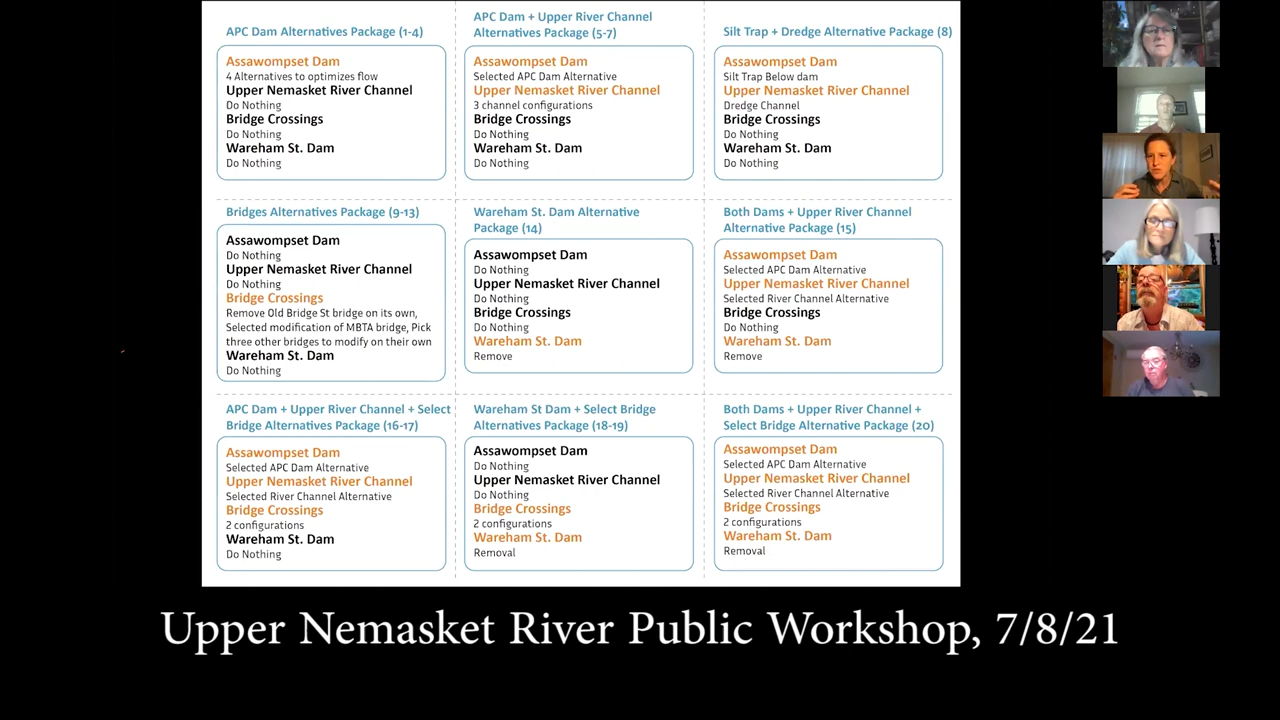 APC Dam Alternatives Package (1-4)
Assawompset Dam
4 Alternatives to optimizes flow
Upper Nemasket River Channel
Do Nothing
Bridge Crossings
Do Nothing
Wareham St. Dam
Do Nothing
APC Dam + Upper River Channel
Alternatives Package (5-7)
Assawompset Dam
Selected APC Dam Alternative
Upper Nemasket River Channel
3 channel configurations
Bridge Crossings
Do Nothing
Wareham St. Dam
Do Nothing
Silt Trap + Dredge Alternative Package (8)
Assawompset Dam
Silt Trap Below dam
Upper Nemasket River Channel
Dredge Channel
Bridge Crossings
Do Nothing
Wareham St. Dam
Do Nothing
Bridges Alternatives Package (9-13)
Assawompset Dam
Do Nothing
Upper Nemasket River Channel
Do Nothing
Bridge Crossings
Remove Old Bridge St bridge on its own,
Selected modification of MBTA bridge, Pick
three other bridges to modify on their own
Wareham St. Dam
Do Nothing
Wareham St. Dam Alternative
Package (14)
Assawompset Dam
Do Nothing
Upper Nemasket River Channel
Do Nothing
Bridge Crossings
Do Nothing
Wareham St. Dam
Remove
Both Dams + Upper River Channel
Alternative Package (15)
Assawompset Dam
Selected APC Dam Alternative
Upper Nemasket River Channel
Selected River Channel Alternative
Bridge Crossings
Do Nothing
Wareham St. Dam
Remove
APC Dam + Upper River Channel + Select
Bridge Alternatives Package (16-17)
Assawompset Dam
Selected APC Dam Alternative
Upper Nemasket River Channel
Selected River Channel Alternative
Bridge Crossings
2 configurations
Wareham St. Dam
Do Nothing
Wareham St Dam + Select Bridge
Alternatives Package (18-19)
Assawompset Dam
Do Nothing
Upper Nemasket River Channel
Do Nothing
Bridge Crossings
2 configurations
Wareham St. Dam
Removal
Both Dams + Upper River Channel +
Select Bridge Alternative Package (20)
Assawompset Dam
Selected APC Dam Alternative
Upper Nemasket River Channel
Selected River Channel Alternative
Bridge Crossings
2 configurations
Wareham St. Dam
Removal
Upper Nemasket River Public Workshop, 7/8/21